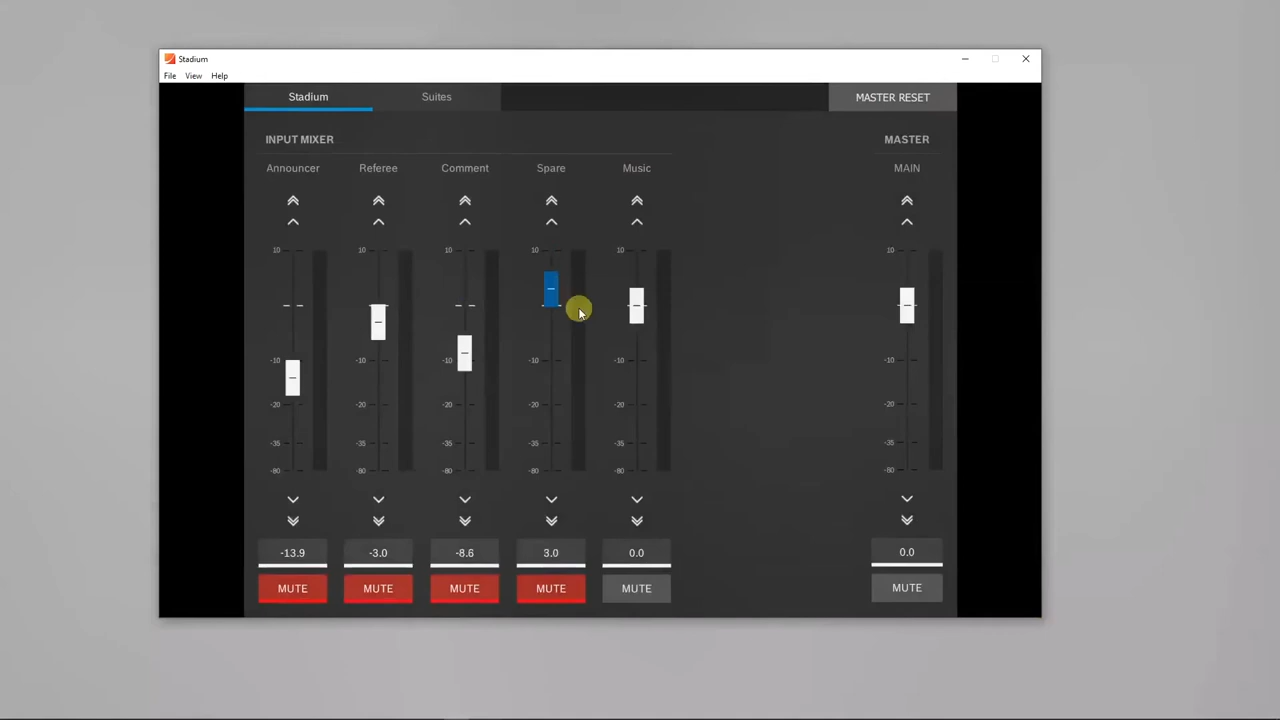 Stadium
File View Help
Stadium Suites MASTER RESET
INPUT MIXER MASTER
Announcer Referee Comment Spare Music MAIN
10 10 10 10 10 10
-10 -10 -10 -10 -10 -10
-20 -20 -20 -20 -20 -20
-35 -35 -35 -35 -35 -35
-80 -80 -80 -80 -80 -80
-13.9 -3.0 -8.6 3.0 0.0 0.0
MUTE MUTE MUTE MUTE MUTE MUTE